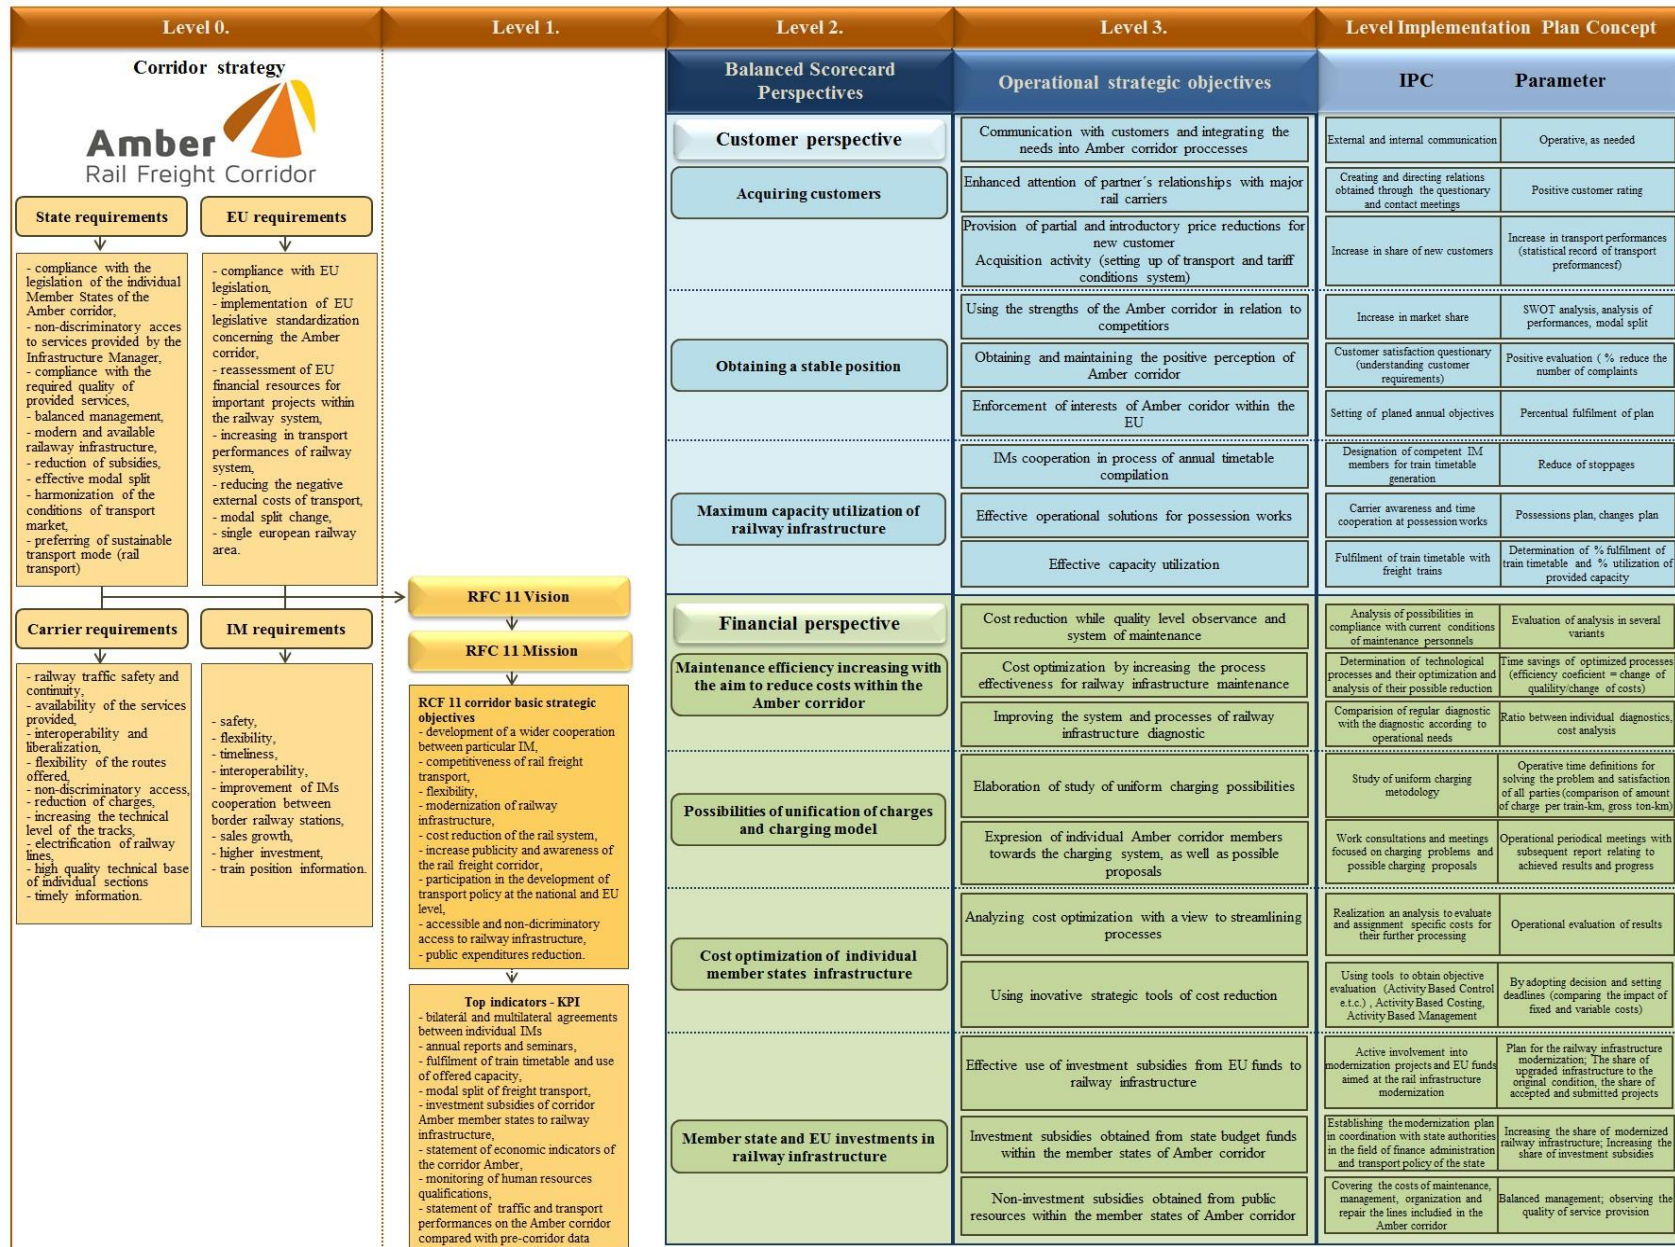 Level 0.
Level 1.
Level 2.
Level 3.
Level Implementation Plan Concept
Corridor strategy
Amber
Rail Freight Corridor
State requirements
- compliance with the
legislation of the individual
Member States of the
Amber corridor,
- non-discriminatory acces
to services provided by the
Infrastructure Manager,
- compliance with the
required quality of
provided services,
- balanced management,
- modern and available
railaway infrastructure,
- reduction of subsidies,
- effective modal split
- harmonization of the
conditions of transport
market,
- preferring of sustainable
transport mode (rail
transport)
EU requirements
- compliance with EU
legislation,
- implementation of EU
legislative standardization
concerning the Amber
corridor,
- reassessment of EU
financial resources for
important projects within
the railway system,
- increasing in transport
performances of railway
system,
- reducing the negative
external costs of transport,
- modal split change,
- single european railway
area.
Carrier requirements
- railway traffic safety and
continuity,
- availability of the services
provided,
- interoperability and
liberalization,
- flexibility of the routes
offered,
- non-discriminatory access,
- reduction of charges,
- increasing the technical
level of the tracks,
- electrification of railway
lines,
- high quality technical base
of individual sections
- timely information.
IM requirements
- safety,
- flexibility,
- timeliness,
- interoperability,
- improvement of IMs
cooperation between
border railway stations,
- sales growth,
- higher investment,
- train position information.
RFC 11 Vision
RFC 11 Mission
RCF 11 corridor basic strategic
objectives
- development of a wider cooperation
between particular IM,
- competitiveness of rail freight
transport,
- flexibility,
- modernization of railway
infrastructure,
- cost reduction of the rail system,
- increase publicity and awareness of
the rail freight corridor,
- participation in the development of
transport policy at the national and EU
level,
- accessible and non-dicriminatory
access to railway infrastructure,
- public expenditures reduction.
Top indicators - KPI
- bilaterál and multilateral agreements
between individual IMs
- annual reports and seminars,
- fulfilment of train timetable and use
of offered capacity,
- modal split of freight transport,
- investment subsidies of corridor
Amber member states to railway
infrastructure,
- statement of economic indicators of
the corridor Amber,
- monitoring of human resources
qualifications,
- statement of traffic and transport
performances on the Amber corridor
compared with pre-corridor data
Balanced Scorecard
Perspectives
Operational strategic objectives
IPC
Parameter
Customer perspective
Communication with customers and integrating the
needs into Amber corridor proccesses
External and internal communication
Operative, as needed
Acquiring customers
Enhanced attention of partner´s relationships with major
rail carriers
Creating and directing relations
obtained through the questionary
and contact meetings
Positive customer rating
Provision of partial and introductory price reductions for
new customer
Acquisition activity (setting up of transport and tariff
conditions system)
Increase in share of new customers
Increase in transport performances
(statistical record of transport
preformancesf)
Using the strengths of the Amber corridor in relation to
competitiors
Increase in market share
SWOT analysis, analysis of
performances, modal split
Obtaining a stable position
Obtaining and maintaining the positive perception of
Amber corridor
Customer satisfaction questionary
(understanding customer
requirements)
Positive evaluation ( % reduce the
number of complaints
Enforcement of interests of Amber coridor within the
EU
Setting of planed annual objectives
Percentual fulfilment of plan
IMs cooperation in process of annual timetable
compilation
Designation of competent IM
members for train timetable
generation
Reduce of stoppages
Maximum capacity utilization of
railway infrastructure
Effective operational solutions for possession works
Carrier awareness and time
cooperation at possession works
Possessions plan, changes plan
Effective capacity utilization
Fulfilment of train timetable with
freight trains
Determination of % fulfilment of
train timetable and % utilization of
provided capacity
Financial perspective
Cost reduction while quality level observance and
system of maintenance
Analysis of possibilities in
compliance with current conditions
of maintenance personnels
Evaluation of analysis in several
variants
Maintenance efficiency increasing with
the aim to reduce costs within the
Amber corridor
Cost optimization by increasing the process
effectiveness for railway infrastructure maintenance
Determination of technological
processes and their optimization and
analysis of their possible reduction
Time savings of optimized processes
(efficiency coeficient = change of
qualility/change of costs)
Improving the system and processes of railway
infrastructure diagnostic
Comparision of regular diagnostic
with the diagnostic according to
operational needs
Ratio between individual diagnostics,
cost analysis
Possibilities of unification of charges
and charging model
Elaboration of study of uniform charging possibilities
Study of uniform charging
metodology
Operative time definitions for
solving the problem and satisfaction
of all parties (comparison of amount
of charge per train-km, gross ton-km)
Expresion of individual Amber corridor members
towards the charging system, as well as possible
proposals
Work consultations and meetings
focused on charging problems and
possible charging proposals
Operational periodical meetings with
subsequent report relating to
achieved results and progress
Cost optimization of individual
member states infrastructure
Analyzing cost optimization with a view to streamlining
processes
Realization an analysis to evaluate
and assignment specific costs for
their further processing
Operational evaluation of results
Using inovative strategic tools of cost reduction
Using tools to obtain objective
evaluation (Activity Based Control
e.t.c.) , Activity Based Costing,
Activity Based Management
By adopting decision and setting
deadlines (comparing the impact of
fixed and variable costs)
Member state and EU investments in
railway infrastructure
Effective use of investment subsidies from EU funds to
railway infrastructure
Active involvement into
modernization projects and EU funds
aimed at the rail infrastructure
modernization
Plan for the railway infrastructure
modernization; The share of
upgraded infrastructure to the
original condition, the share of
accepted and submitted projects
Investment subsidies obtained from state budget funds
within the member states of Amber corridor
Establishing the modernization plan
in coordination with state authorities
in the field of finance administration
and transport policy of the state
Increasing the share of modernized
railway infrastructure; Increasing the
share of investment subsidies
Non-investment subsidies obtained from public
resources within the member states of Amber corridor
Covering the costs of maintenance,
management, organization and
repair the lines includied in the
Amber corridor
Balanced management; observing the
quality of service provision